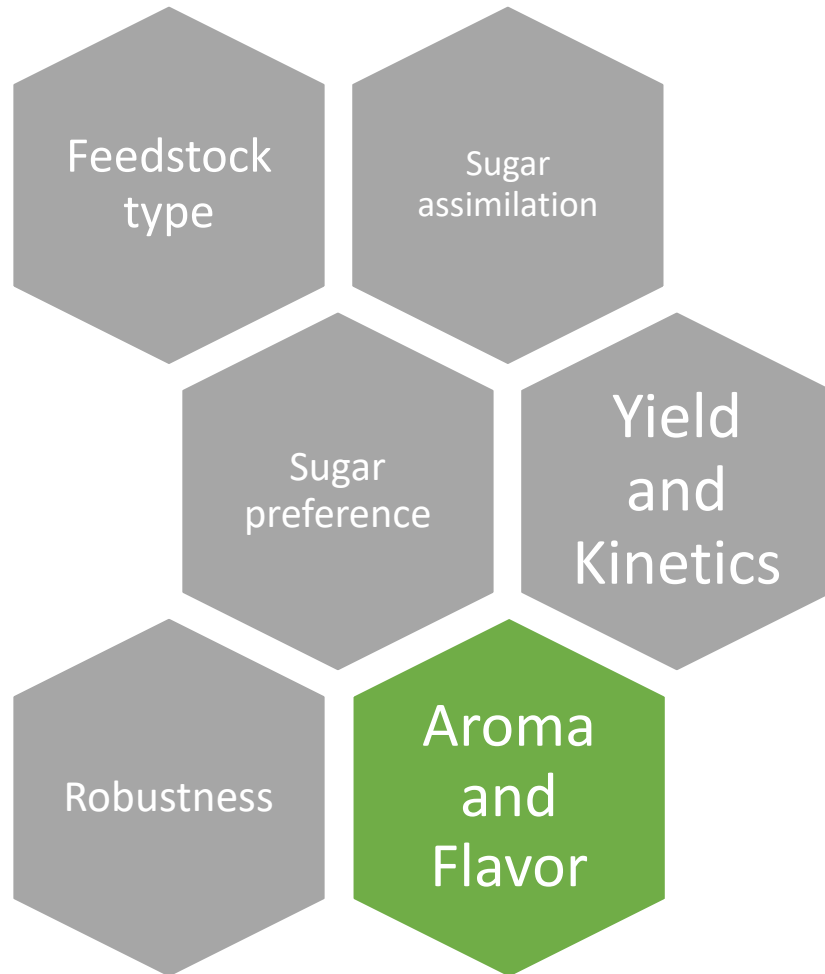 Feedstock
type
Sugar
assimilation
Sugar
preference
Yield
and
Kinetics
Robustness
Aroma
and
Flavor